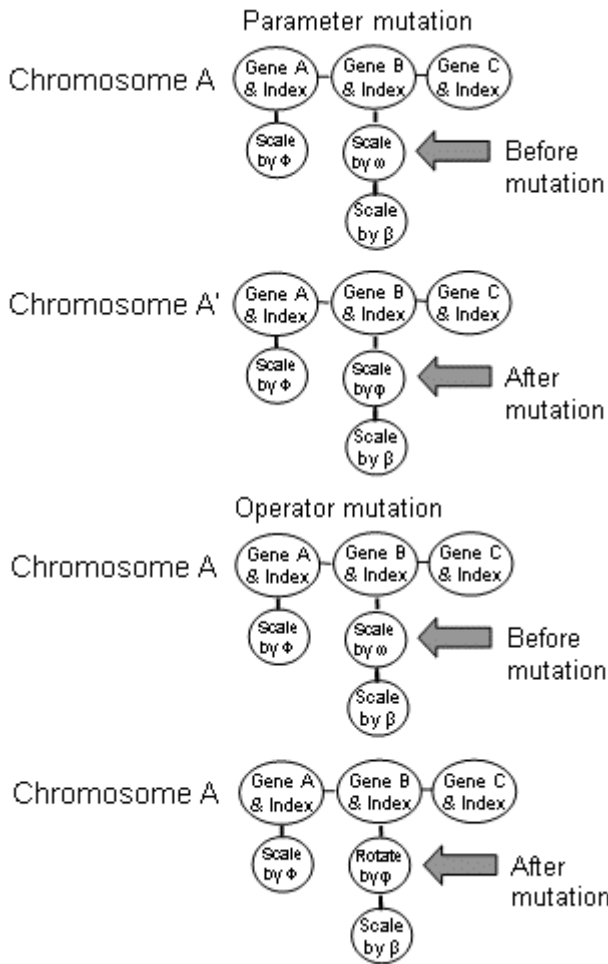 Parameter mutation
Chromosome A
Gene A
& Index
Gene B
& Index
Gene C
& Index
Scale
by Φ
Scale
by ω
Before
mutation
Scale
by β
Chromosome A'
Gene A
& Index
Gene B
& Index
Gene C
& Index
Scale
by Φ
Scale
by φ
After
mutation
Scale
by β
Operator mutation
Chromosome A
Gene A
& Index
Gene B
& Index
Gene C
& Index
Scale
by Φ
Scale
by ω
Before
mutation
Scale
by β
Chromosome A
Gene A
& Index
Gene B
& Index
Gene C
& Index
Scale
by Φ
Rotate
by φ
After
mutation
Scale
by β